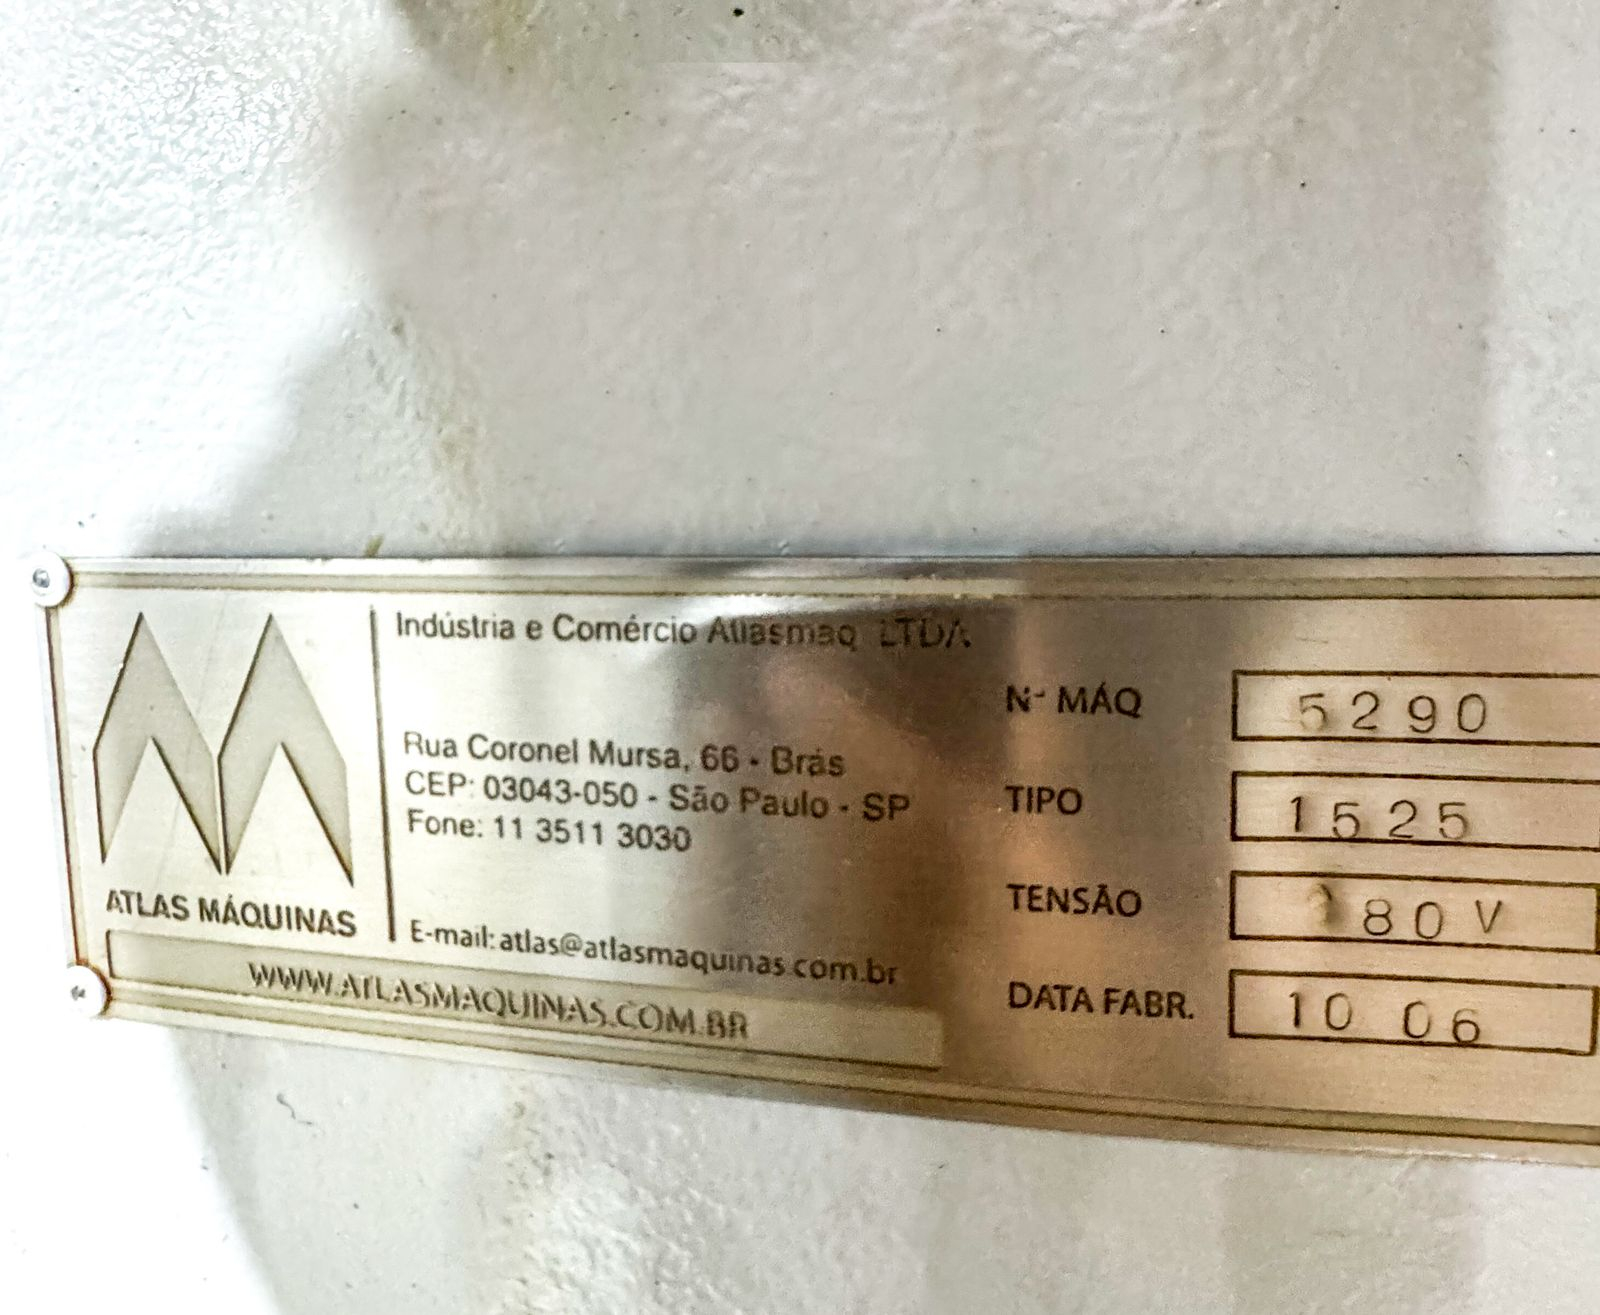 Indústria e Comércio Atlasmaq LTDA.
Rua Coronel Mursa, 66 - Brás
CEP: 03043-050 - São Paulo - SP
Fone: 11 3511 3030
E-mail: atlas@atlasmaquinas.com.br
ATLAS MÁQUINAS
WWW.ATLASMAQUINAS.COM.BR
Nº MÁQ 5290
TIPO 1525
TENSÃO 80 V
DATA FABR. 10 06